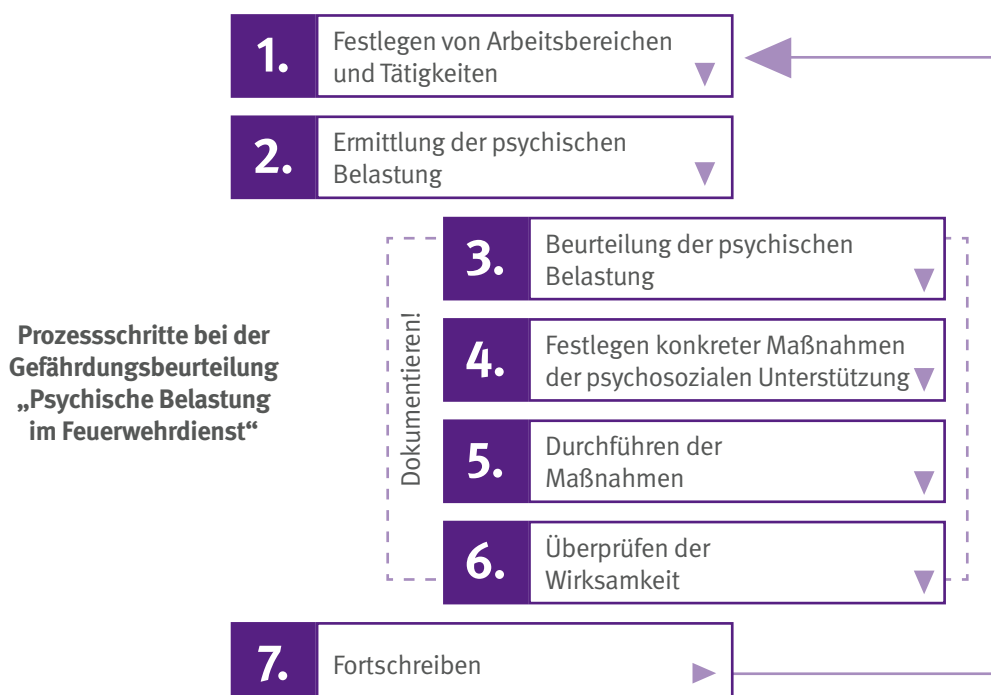 1.
Festlegen von Arbeitsbereichen
und Tätigkeiten
2.
Ermittlung der psychischen
Belastung
3.
Beurteilung der psychischen
Belastung
Prozessschritte bei der
Gefährdungsbeurteilung
„Psychische Belastung
im Feuerwehrdienst“
Dokumentieren!
4.
Festlegen konkreter Maßnahmen
der psychosozialen Unterstützung
5.
Durchführen der
Maßnahmen
6.
Überprüfen der
Wirksamkeit
7.
Fortschreiben